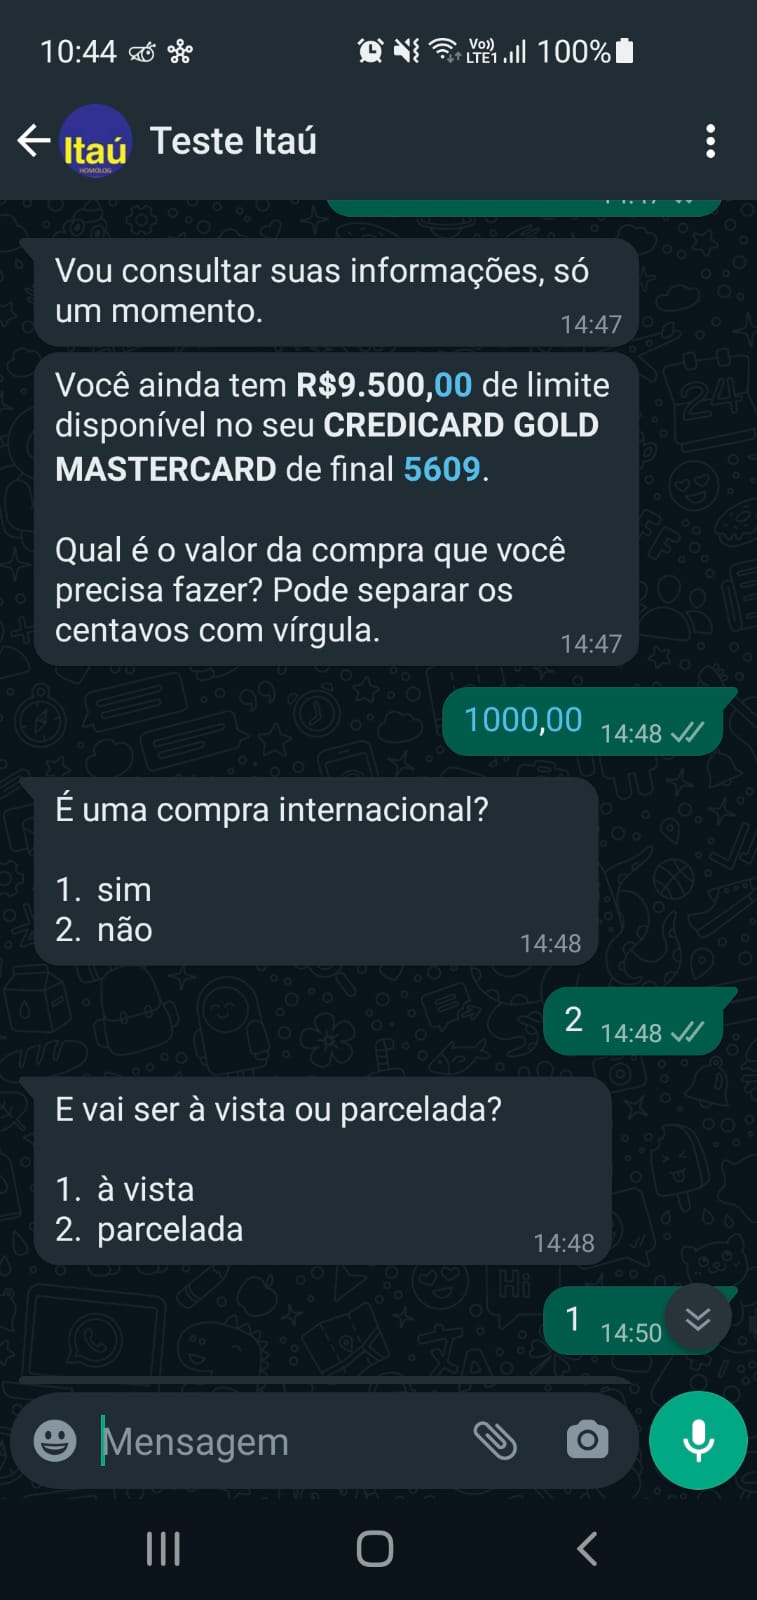 10:44
Vo)) LTE1 100%
Itaú
HOMOLOG
Teste Itaú
Vou consultar suas informações, só
um momento.
14:47
Você ainda tem R$9.500,00 de limite
disponível no seu CREDICARD GOLD
MASTERCARD de final 5609.
Qual é o valor da compra que você
precisa fazer? Pode separar os
centavos com vírgula.
14:47
1000,00 14:48
É uma compra internacional?
1. sim
2. não
14:48
2 14:48
E vai ser à vista ou parcelada?
1. à vista
2. parcelada
14:48
1 14:50
Mensagem